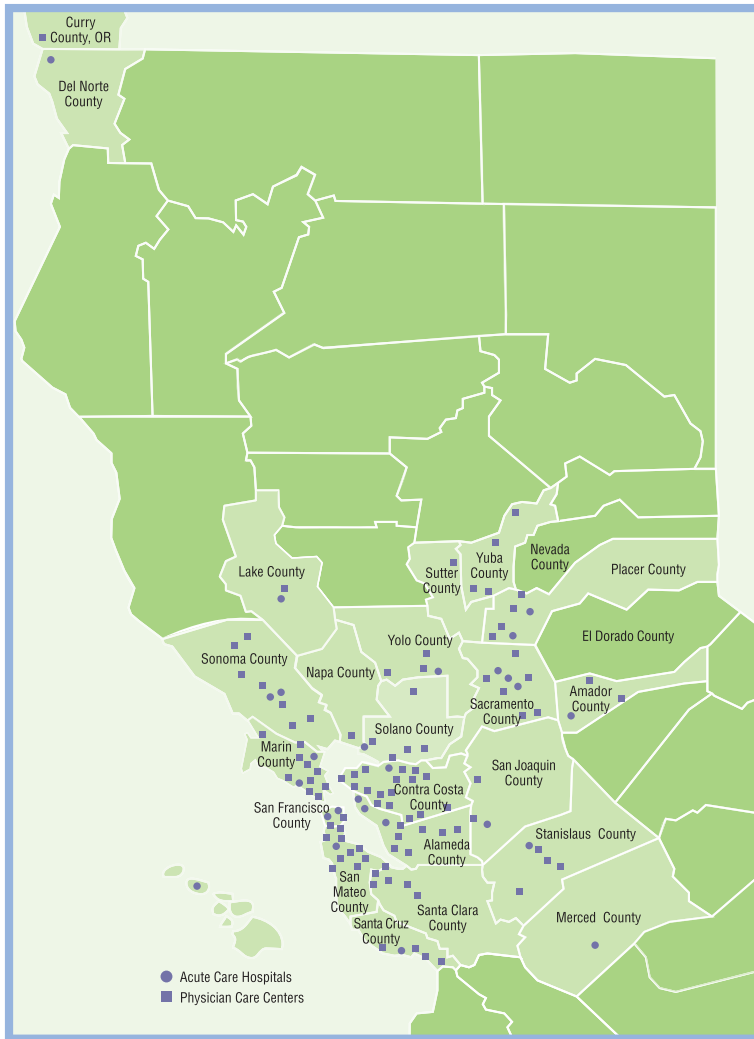 Curry
County, OR
Del Norte
County
Lake County
Sutter
County
Yuba
County
Nevada
County
Placer County
El Dorado County
Yolo County
Sonoma County
Napa County
Amador
County
Sacramento
County
Solano County
Marin
County
San Joaquin
County
Contra Costa
County
San Francisco
County
Stanislaus County
Alameda
County
San
Mateo
County
Santa Clara
County
Merced County
Santa Cruz
County
Acute Care Hospitals
Physician Care Centers